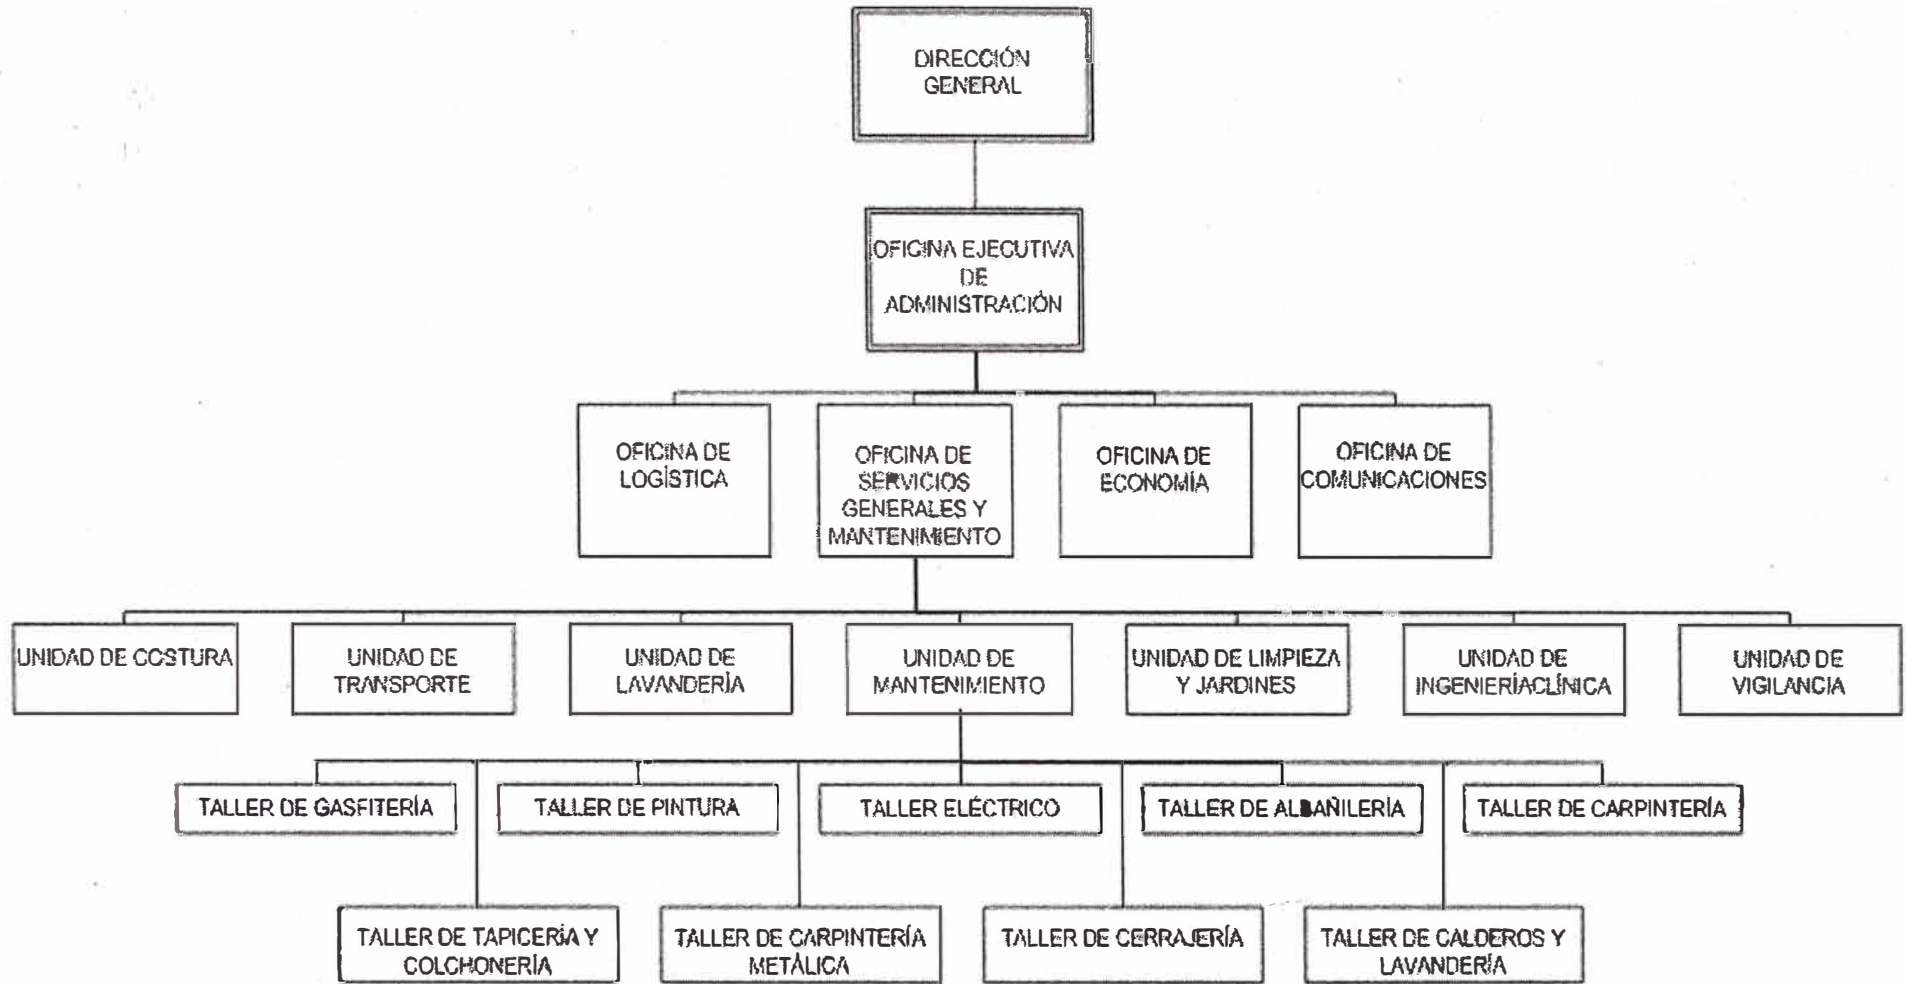 DIRECCIÓN
GENERAL
OFICINA EJECUTIVA
DE
ADMINISTRACIÓN
OFICINA DE
LOGÍSTICA
OFICINA DE
SERVICIOS
GENERALES Y
MANTENIMIENTO
OFICINA DE
ECONOMÍA
OFICINA DE
COMUNICACIONES
UNIDAD DE COSTURA
UNIDAD DE
TRANSPORTE
UNIDAD DE
LAVANDERÍA
UNIDAD DE
MANTENIMIENTO
UNIDAD DE LIMPIEZA
Y JARDINES
UNIDAD DE
INGENIERÍACLÍNICA
UNIDAD DE
VIGILANCIA
TALLER DE GASFITERÍA
TALLER DE PINTURA
TALLER ELÉCTRICO
TALLER DE ALBAÑILERÍA
TALLER DE CARPINTERÍA
TALLER DE TAPICERÍA Y
COLCHONERÍA
TALLER DE CARPINTERÍA
METÁLICA
TALLER DE CERRAJERÍA
TALLER DE CALDEROS Y
LAVANDERÍA